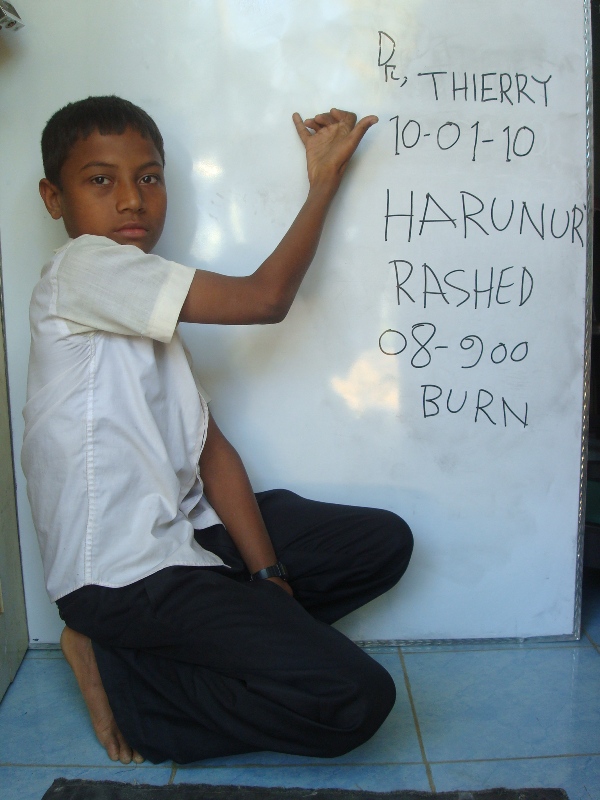 Dr, THIERRY
10-01-10
HARUNUR
RASHED
08-900
BURN